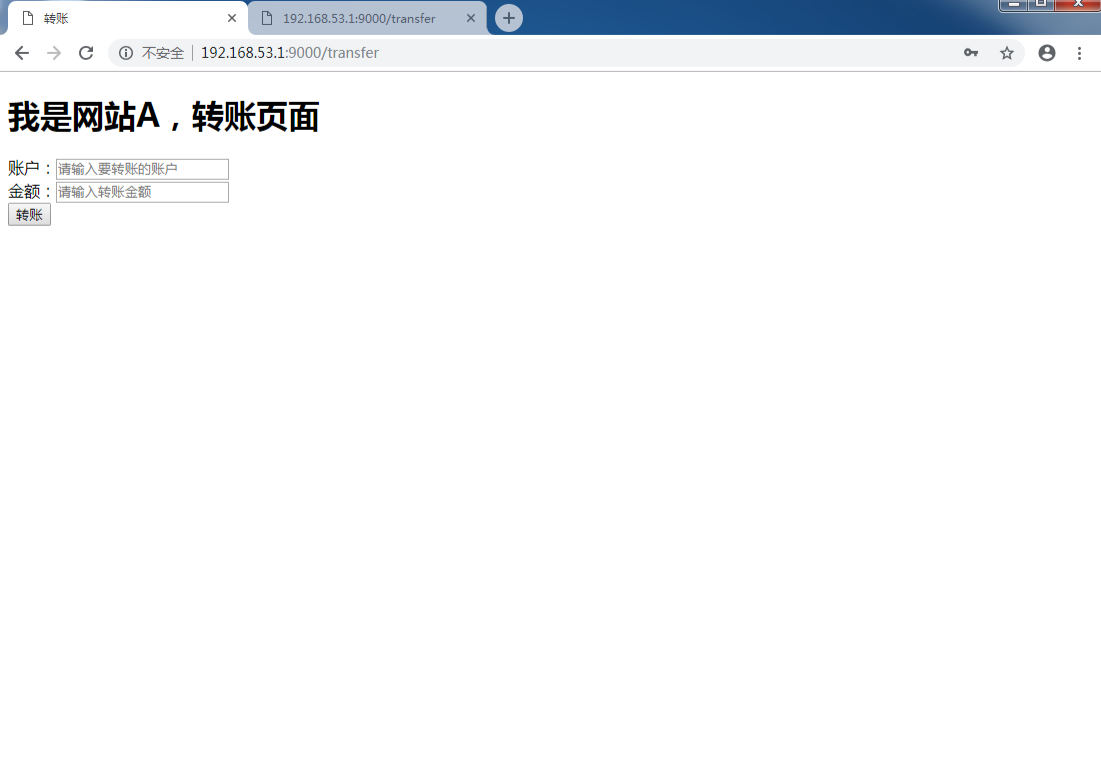 转账
192.168.53.1:9000/transfer
不安全 192.168.53.1:9000/transfer
我是网站A，转账页面
账户：请输入要转账的账户
金额：请输入转账金额
转账